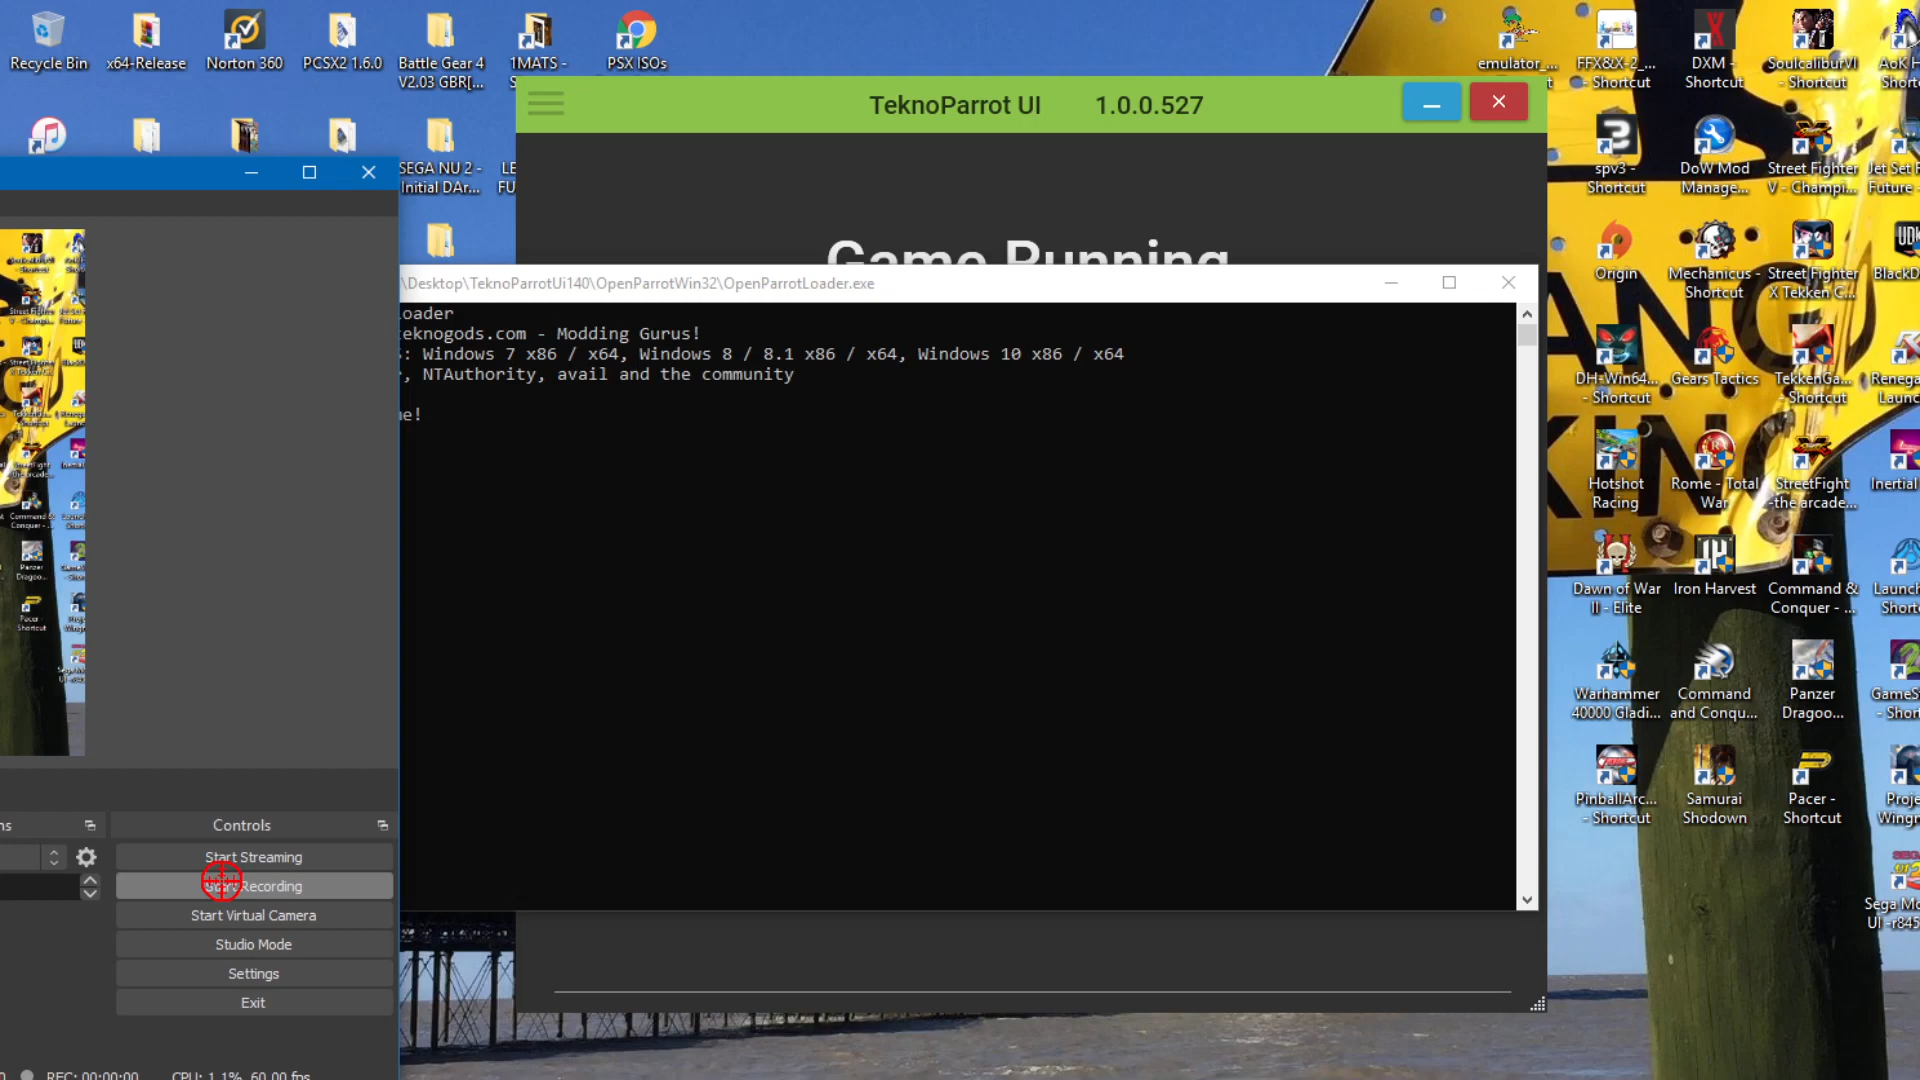 Recycle Bin
x64-Release
Norton 360
PCSX2 1.6.0
Battle Gear 4
V2.03 GBR[...
1MATS -
PSX ISOs
emulator_...
FFX&X-2_...
- Shortcut
DXM -
Shortcut
SoulcaliburVI
- Shortcut
TeknoParrot UI
1.0.0.527
SEGA NU 2 -
Initial DAr...
spv3 -
Shortcut
DoW Mod
Manage...
Street Fighter
V - Champi...
Jet Set
Future
Game Running
\Desktop\TeknoParrotUi140\OpenParrotWin32\OpenParrotLoader.exe
oader
teknogods.com - Modding Gurus!
: Windows 7 x86 / x64, Windows 8 / 8.1 x86 / x64, Windows 10 x86 / x64
, NTAuthority, avail and the community
me!
Origin
Mechanicus -
Shortcut
Street Fighter
X Tekken C...
DH-Win64...
- Shortcut
Gears Tactics
TekkenGa...
- Shortcut
Hotshot
Racing
Rome - Total
War
StreetFight
-the arcade...
Inertial
Dawn of War
II - Elite
Iron Harvest
Command &
Conquer - ...
Warhammer
40000 Gladi...
Command
and Conqu...
Panzer
Dragoo...
PinballArc...
- Shortcut
Samurai
Shodown
Pacer -
Shortcut
Sega Mo
UI -r845
Controls
Start Streaming
Start Recording
Start Virtual Camera
Studio Mode
Settings
Exit
REC: 00:00:00
CPU: 1.1%, 60.00 fps